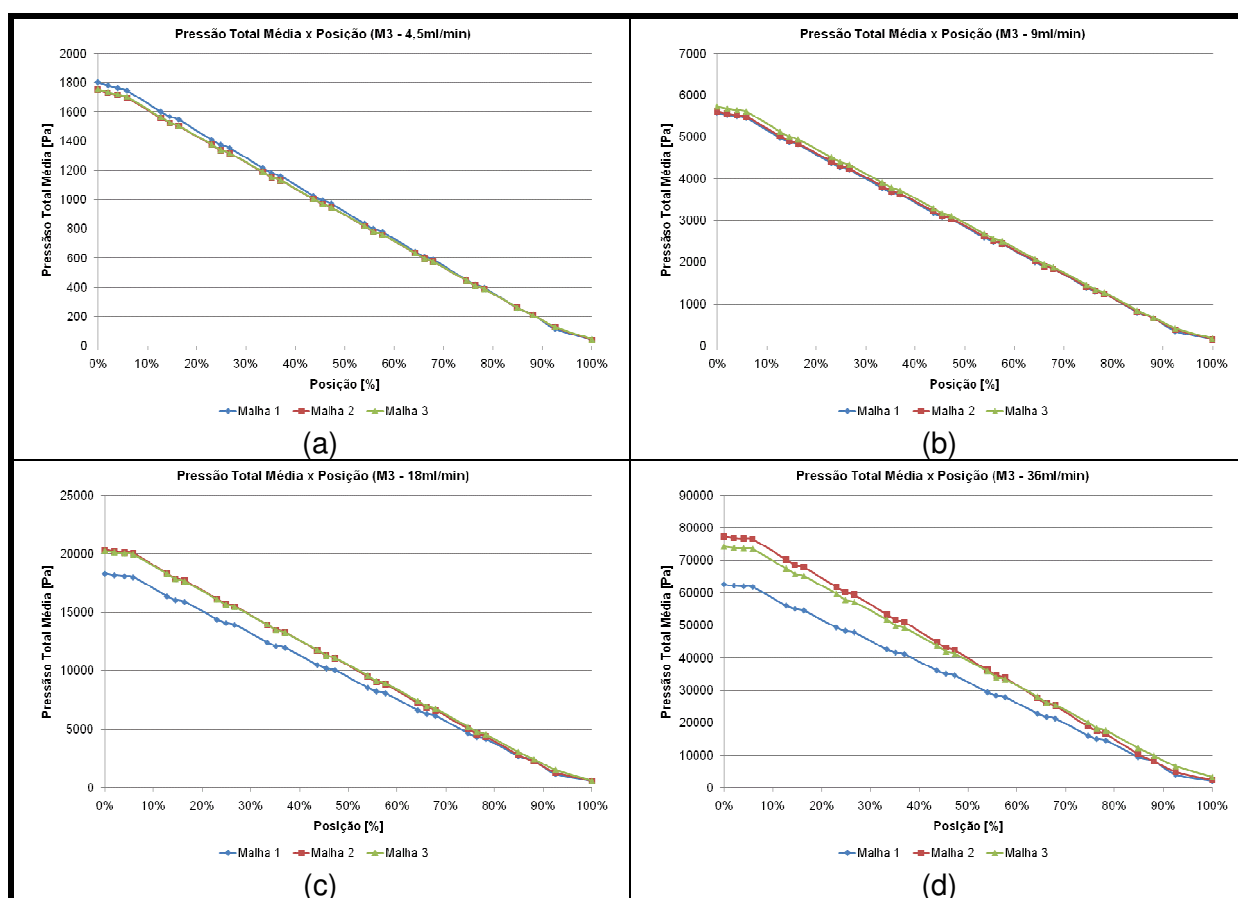 Pressão Total Média x Posição (M3 - 4,5ml/min)
Pressãso Total Média [Pa]
2000
1800
1600
1400
1200
1000
800
600
400
200
0
0% 10% 20% 30% 40% 50% 60% 70% 80% 90% 100%
Posição [%]
Malha 1 Malha 2 Malha 3
(a)
Pressão Total Média x Posição (M3 - 9ml/min)
Pressãso Total Média [Pa]
7000
6000
5000
4000
3000
2000
1000
0
0% 10% 20% 30% 40% 50% 60% 70% 80% 90% 100%
Posição [%]
Malha 1 Malha 2 Malha 3
(b)
Pressão Total Média x Posição (M3 - 18ml/min)
Pressãso Total Média [Pa]
25000
20000
15000
10000
5000
0
0% 10% 20% 30% 40% 50% 60% 70% 80% 90% 100%
Posição [%]
Malha 1 Malha 2 Malha 3
(c)
Pressão Total Média x Posição (M3 - 36ml/min)
Pressãso Total Média [Pa]
90000
80000
70000
60000
50000
40000
30000
20000
10000
0
0% 10% 20% 30% 40% 50% 60% 70% 80% 90% 100%
Posição [%]
Malha 1 Malha 2 Malha 3
(d)